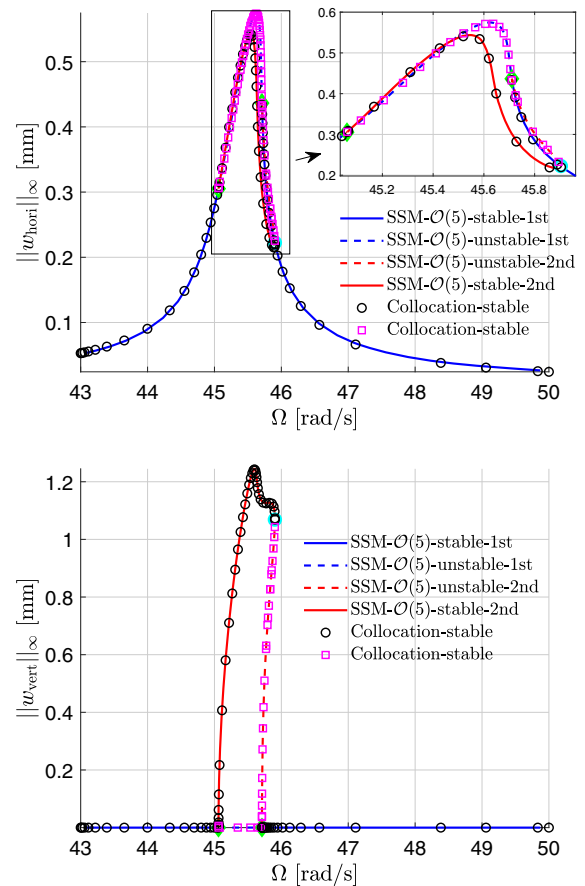 0.6
0.5
0.4
0.3
0.2
45.2 45.4 45.6 45.8
0.5
0.4
0.3
0.2
0.1
||w_hori||∞ [mm]
SSM-O(5)-stable-1st
SSM-O(5)-unstable-1st
SSM-O(5)-unstable-2nd
SSM-O(5)-stable-2nd
Collocation-stable
Collocation-stable
43 44 45 46 47 48 49 50
Ω [rad/s]
1.2
1
0.8
0.6
0.4
0.2
||w_vert||∞ [mm]
SSM-O(5)-stable-1st
SSM-O(5)-unstable-1st
SSM-O(5)-unstable-2nd
SSM-O(5)-stable-2nd
Collocation-stable
Collocation-stable
43 44 45 46 47 48 49 50
Ω [rad/s]